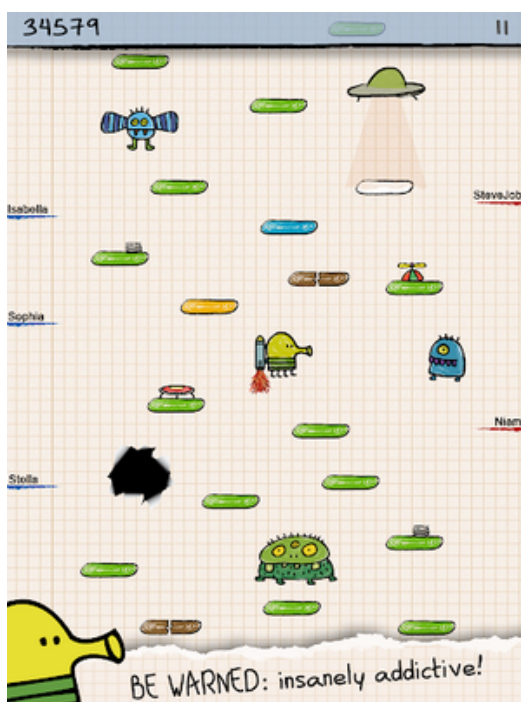 34579
Isabella
SteveJob
Sophia
Niam
Stella
BE WARNED: insanely addictive!